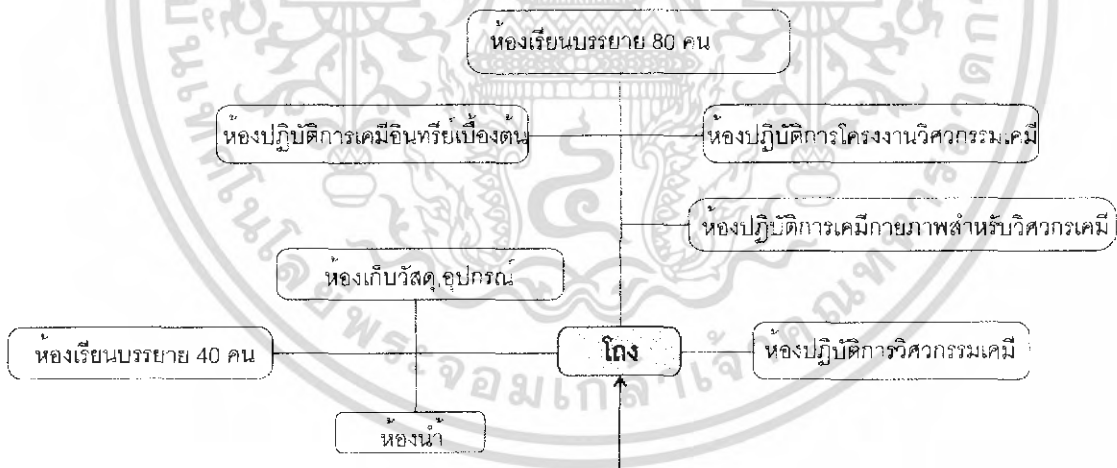 ห้องเรียนบรรยาย 80 คน
ห้องปฏิบัติการเคมีอินทรีย์เบื้องต้น
ห้องปฏิบัติการโครงงานวิศวกรรมเคมี
ห้องปฏิบัติการเคมีกายภาพสำหรับวิศวกรเคมี
ห้องเก็บวัสดุ,อุปกรณ์
ห้องเรียนบรรยาย 40 คน
โถง
ห้องปฏิบัติการวิศวกรรมเคมี
ห้องน้ำ